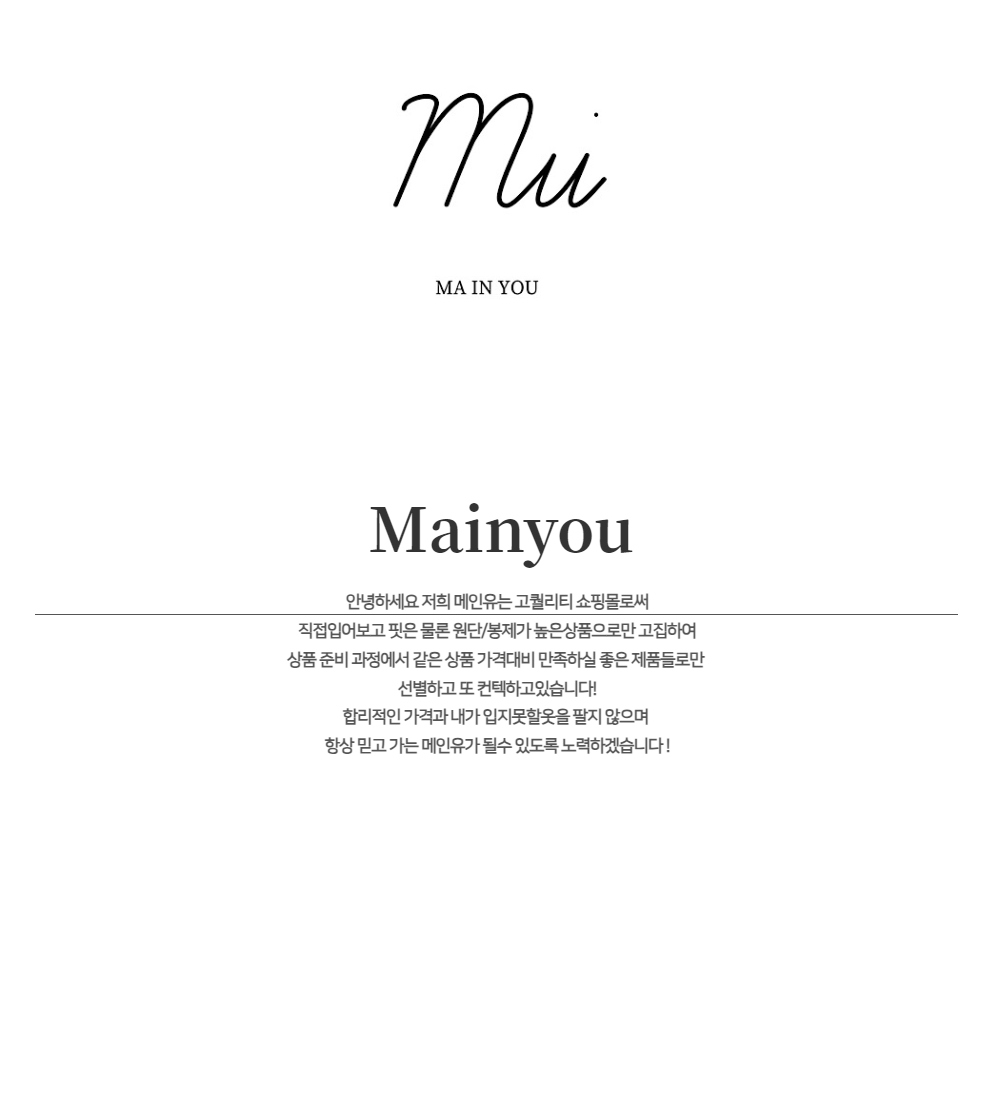 Mui
MA IN YOU
Mainyou
안녕하세요 저희 메인유는 고퀄리티 쇼핑몰로써
직접입어보고 핏은 물론 원단/봉제가 높은상품으로만 고집하여
상품 준비 과정에서 같은 상품 가격대비 만족하실 좋은 제품들로만
선별하고 또 컨텍하고있습니다!
합리적인 가격과 내가 입지못할옷을 팔지 않으며
항상 믿고 가는 메인유가 될수 있도록 노력하겠습니다 !